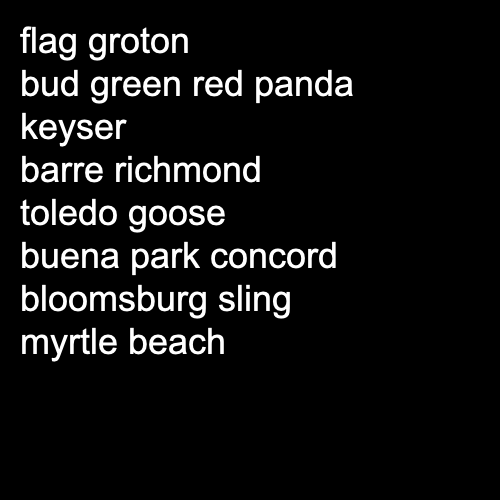 flag groton
bud green red panda
keyser
barre richmond
toledo goose
buena park concord
bloomsburg sling
myrtle beach